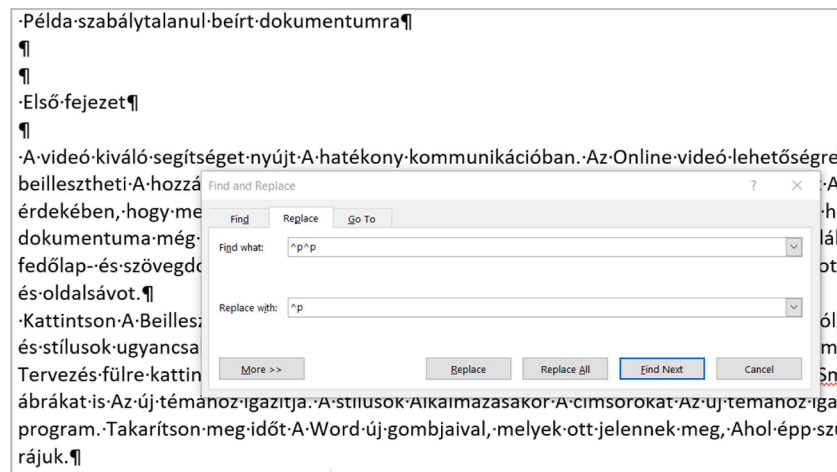 ·Példa·szabálytalanul·beírt·dokumentumra¶
¶
¶
·Első·fejezet¶
¶
·A·videó·kiváló·segítséget·nyújt·A·hatékony·kommunikációban.·Az·Online·videó·lehetőségre
beillesztheti·A·hozzá
érdekében,·hogy·me
dokumentuma·még·
fedőlap-·és·szövegdo
és·oldalsávot.¶
·Kattintson·A·Beillesz
és·stílusok·ugyancsa
Tervezés·fülre·kattin
ábrákat·is·Az·új·témához·igazítja.·A·stílusok·Alkalmazásakor·A·címsorokat·Az·új·témához·iga
program.·Takarítson·meg·időt·A·Word·új·gombjaival,·melyek·ott·jelennek·meg,·Ahol·épp·szü
rájuk.¶
Find and Replace
?
Find Replace Go To
Find what: ^p^p
Replace with: ^p
More >> Replace Replace All Find Next Cancel